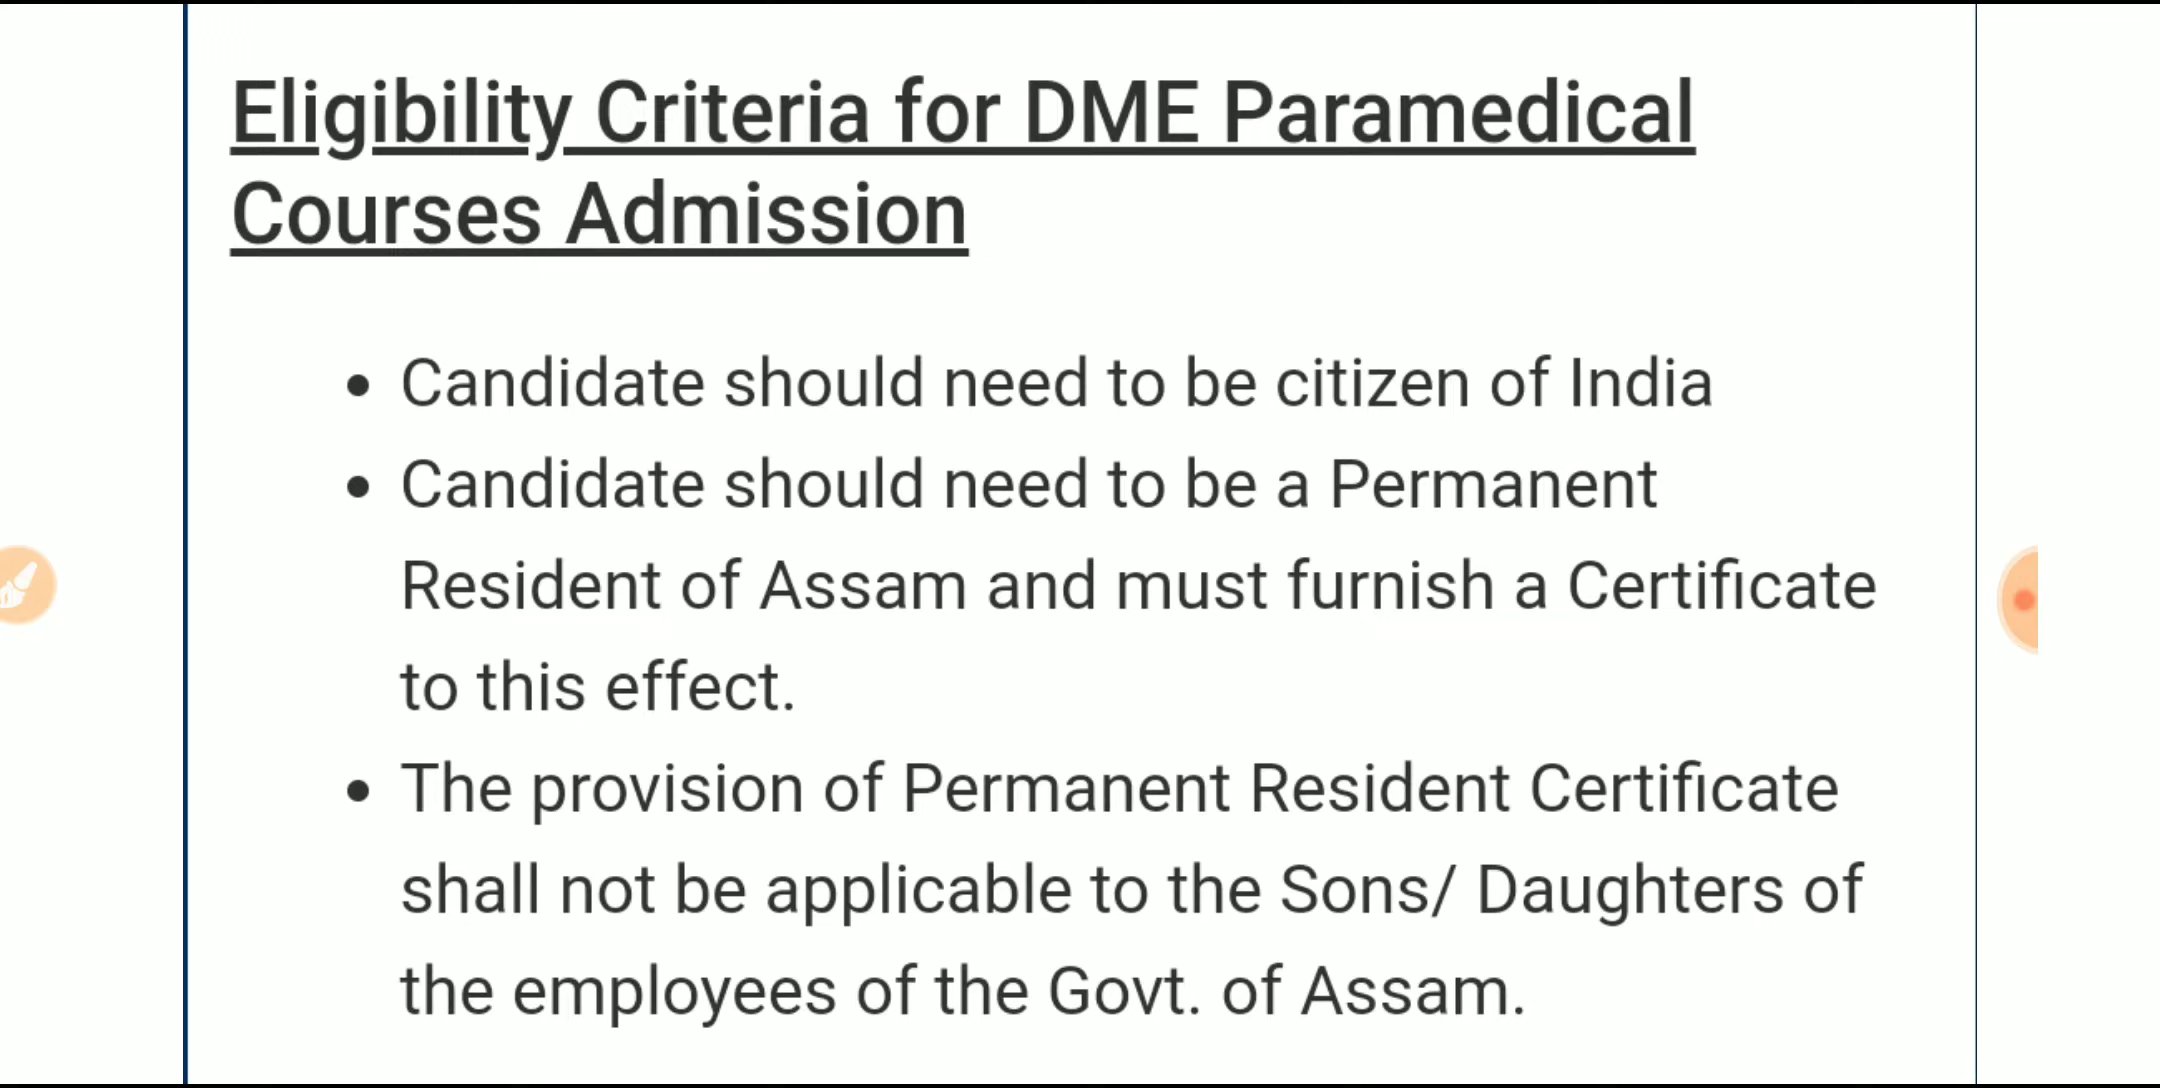 Eligibility Criteria for DME Paramedical
Courses Admission
• Candidate should need to be citizen of India
• Candidate should need to be a Permanent
Resident of Assam and must furnish a Certificate
to this effect.
• The provision of Permanent Resident Certificate
shall not be applicable to the Sons/ Daughters of
the employees of the Govt. of Assam.